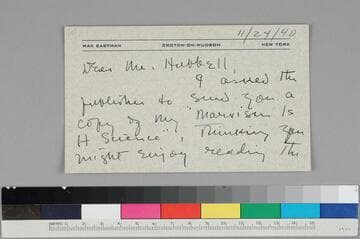 11/24/40
MAX EASTMAN CROTON-ON-HUDSON NEW YORK
Dear Mr. Hubbell,
I asked the
publisher to send you a
copy of my "Marxism Is
It Science", thinking you
might enjoy reading the